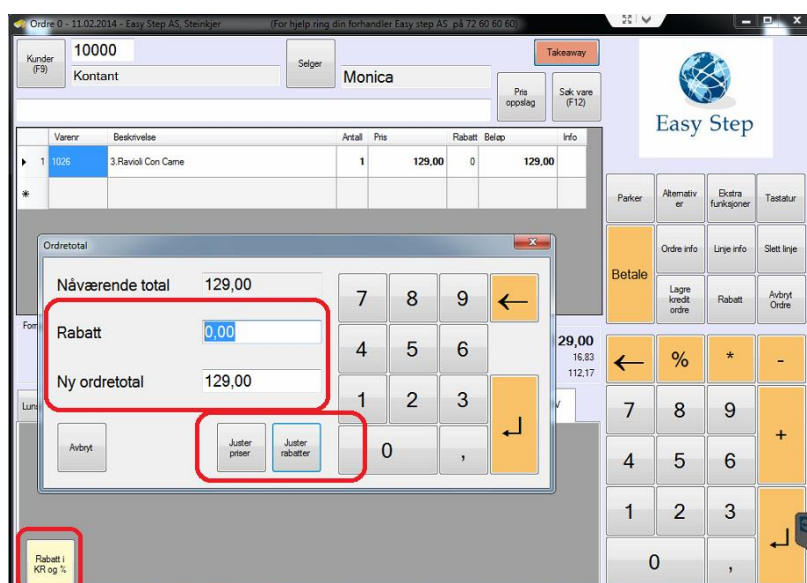 Ordre 0 - 11.02.2014 - Easy Step AS, Steinkjer (For hjelp ring din forhandler Easy step AS på 72 60 60 60)
Kunder (F9)
10000
Kontant
Selger
Monica
Takeaway
Pris oppslag
Søk vare (F12)
Easy Step
Varenr Beskrivelse Antall Pris Rabatt Beløp Info
1 1026 3.Ravioli Con Carne 1 129,00 0 129,00
*
Parker
Alternativ er
Ekstra funksjoner
Tastatur
Betale
Ordre info
Linje info
Slett linje
Lagre kredit ordre
Rabatt
Avbryt Ordre
Ordretotal
Nåværende total 129,00
Rabatt 0,00
Ny ordretotal 129,00
Avbryt
Juster priser
Juster rabatter
7 8 9 ←
4 5 6
1 2 3
0 ,
29,00
16,83
112,17
← % * -
7 8 9
+
4 5 6
1 2 3
0 ,
Rabatt i KR og %